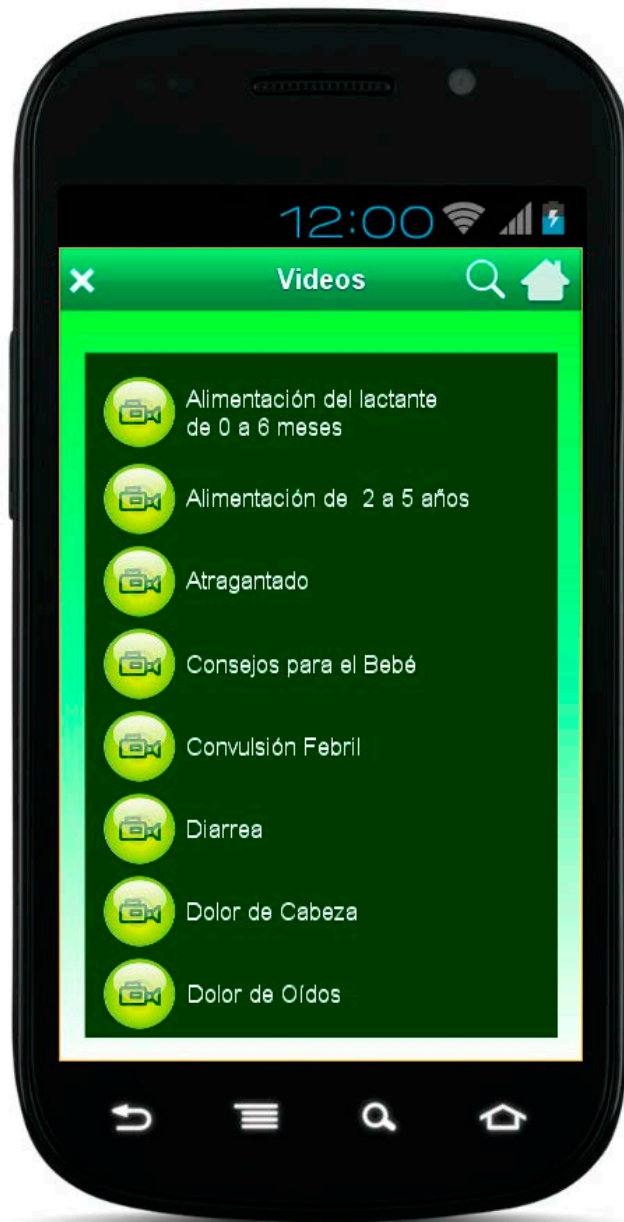 12:00
Videos
Alimentación del lactante
de 0 a 6 meses
Alimentación de 2 a 5 años
Atragantado
Consejos para el Bebé
Convulsión Febril
Diarrea
Dolor de Cabeza
Dolor de Oídos